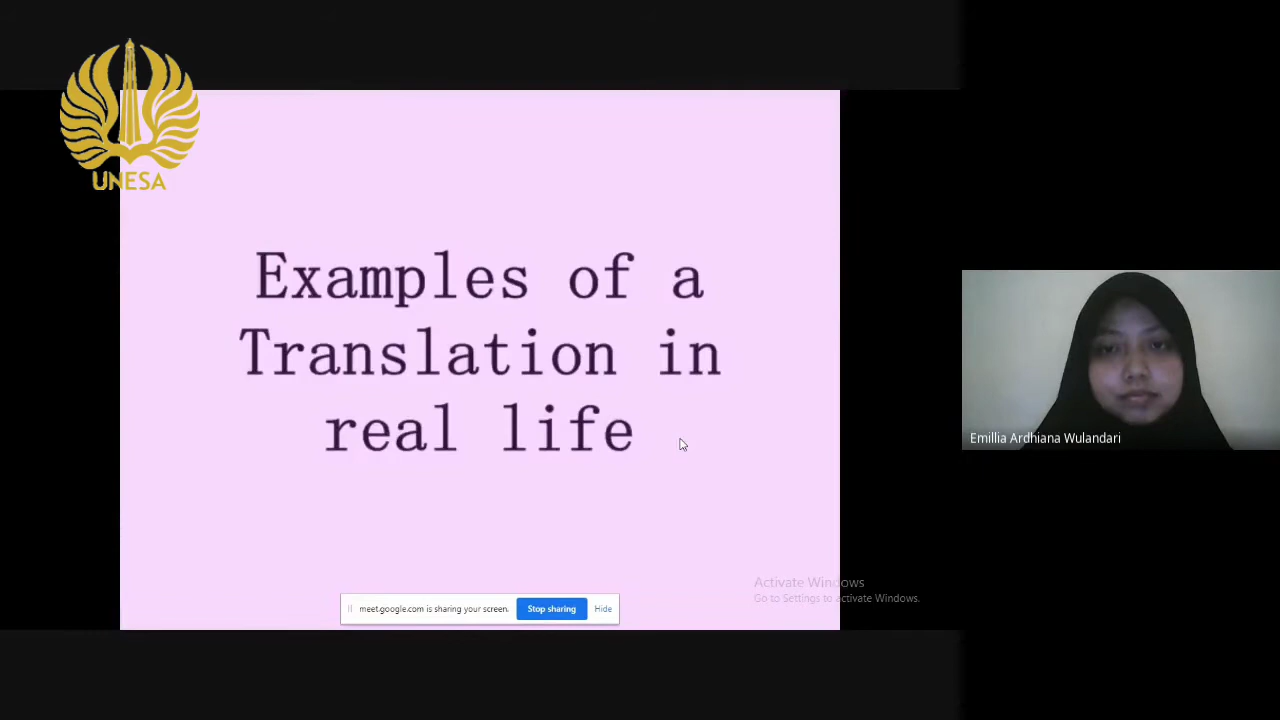 UNESA
Examples of a
Translation in
real life
Emillia Ardhiana Wulandari
Activate Windows
Go to Settings to activate Windows.
meet.google.com is sharing your screen.
Stop sharing
Hide